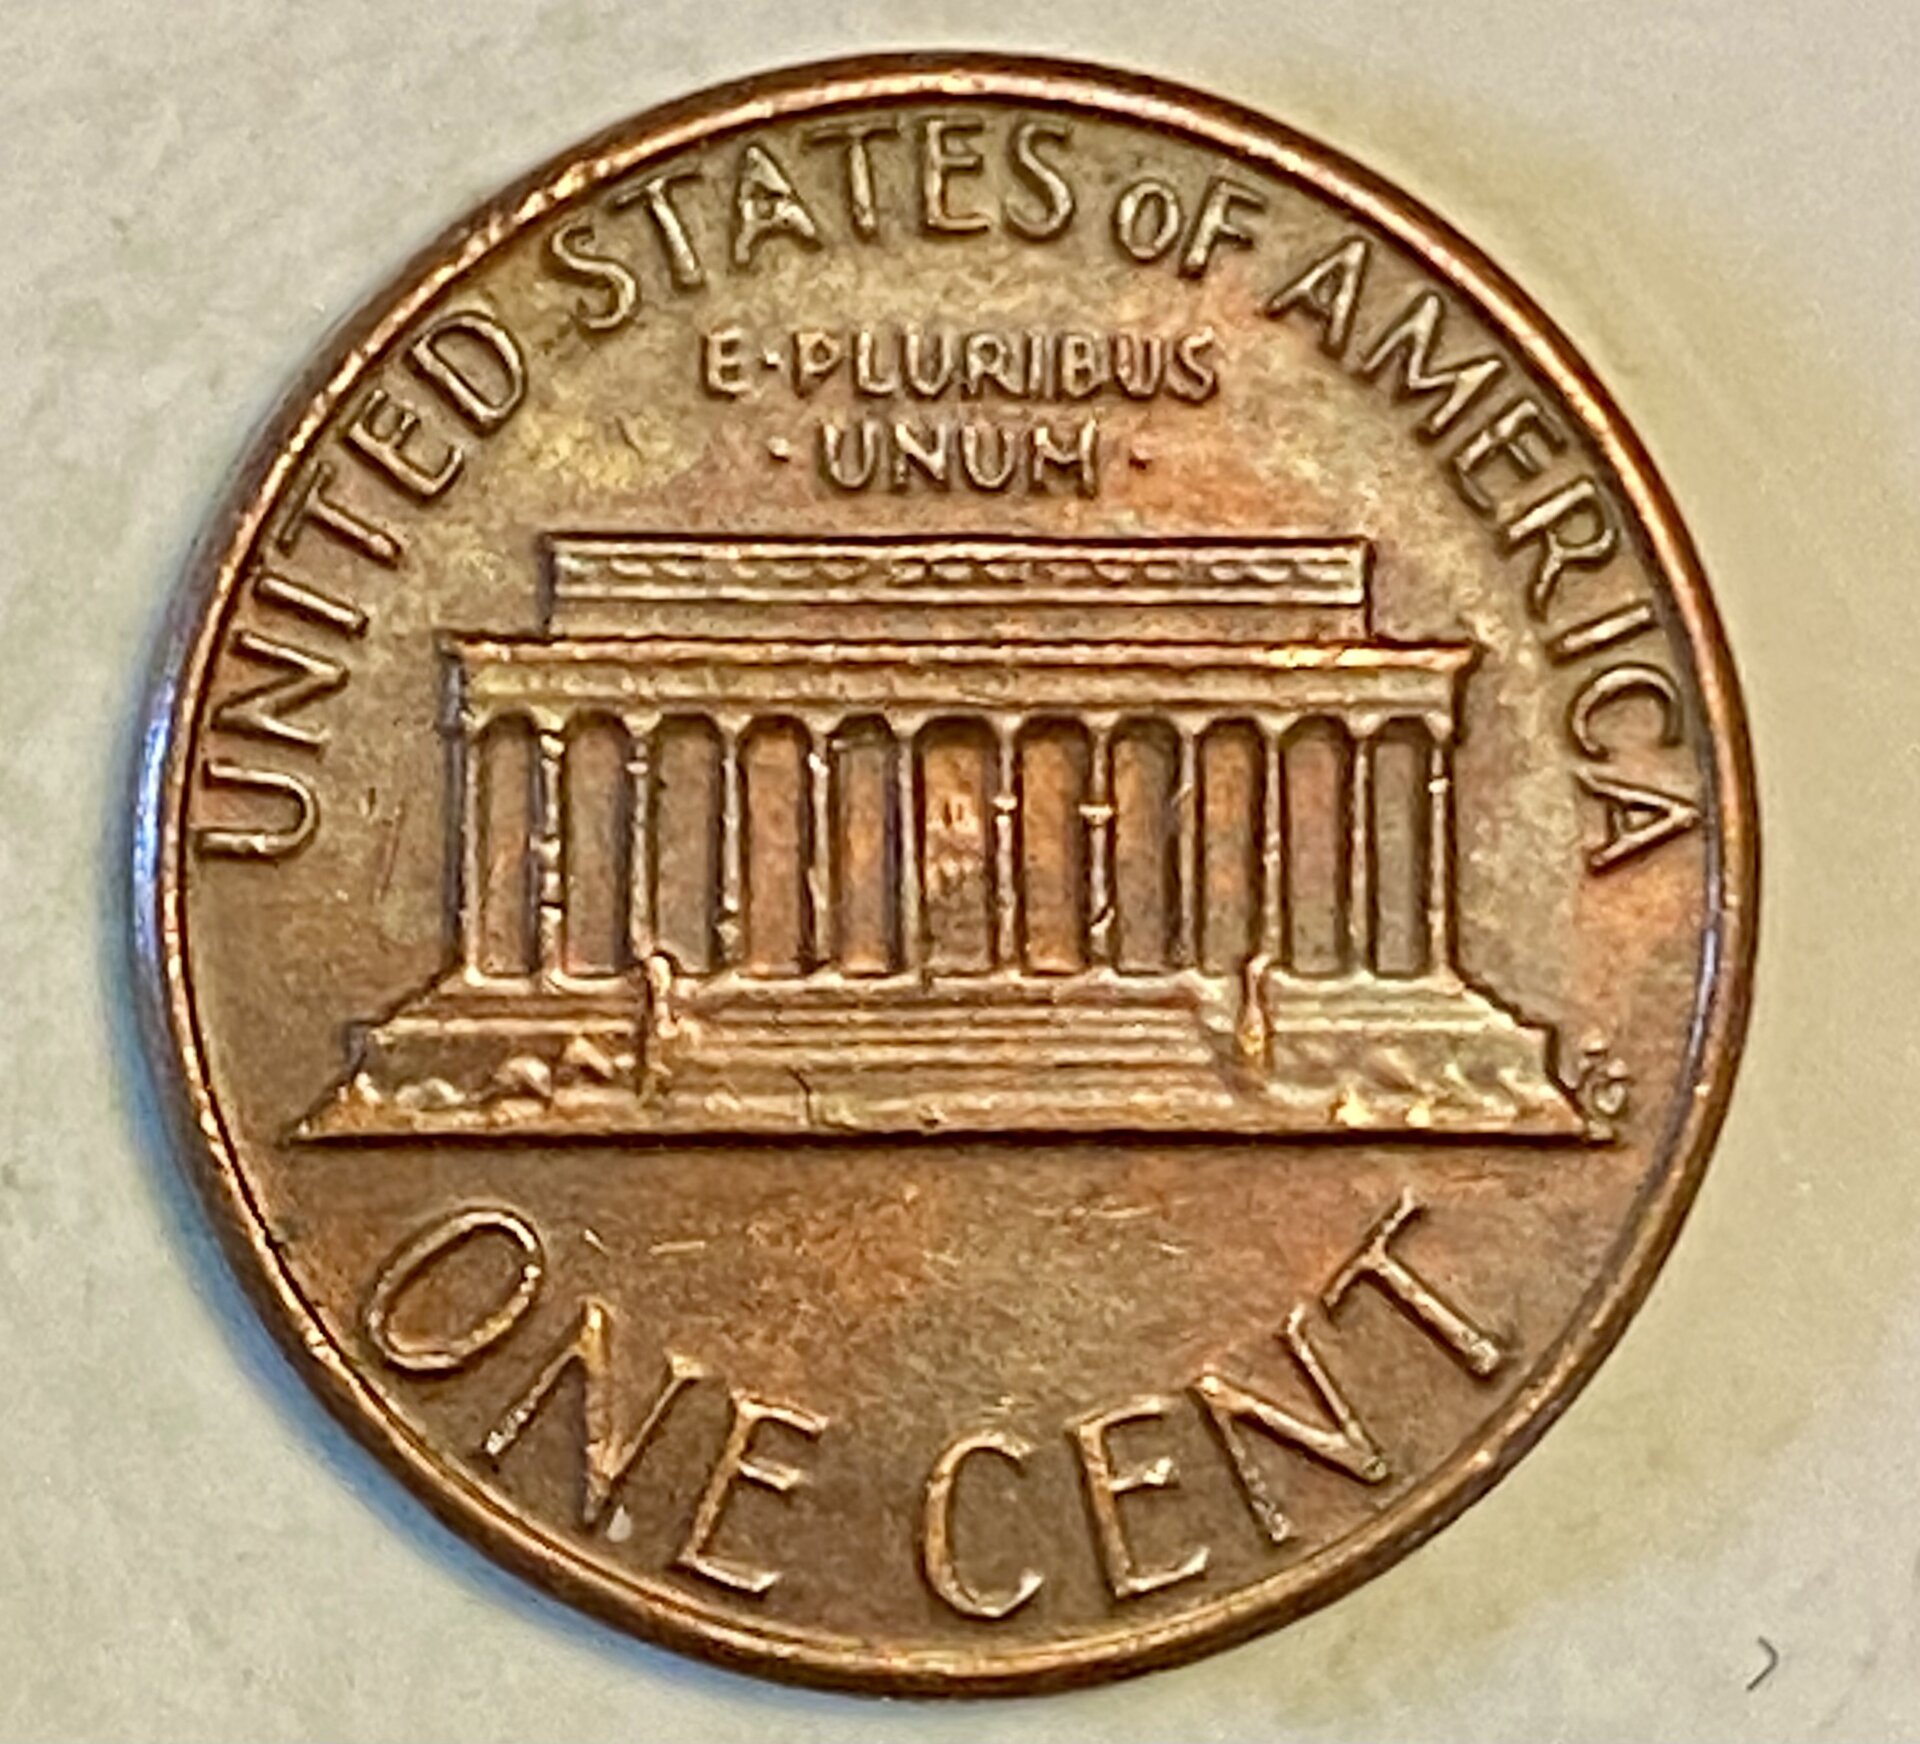 UNITED STATES OF AMERICA
E·PLURIBUS
·UNUM·
ONE CENT